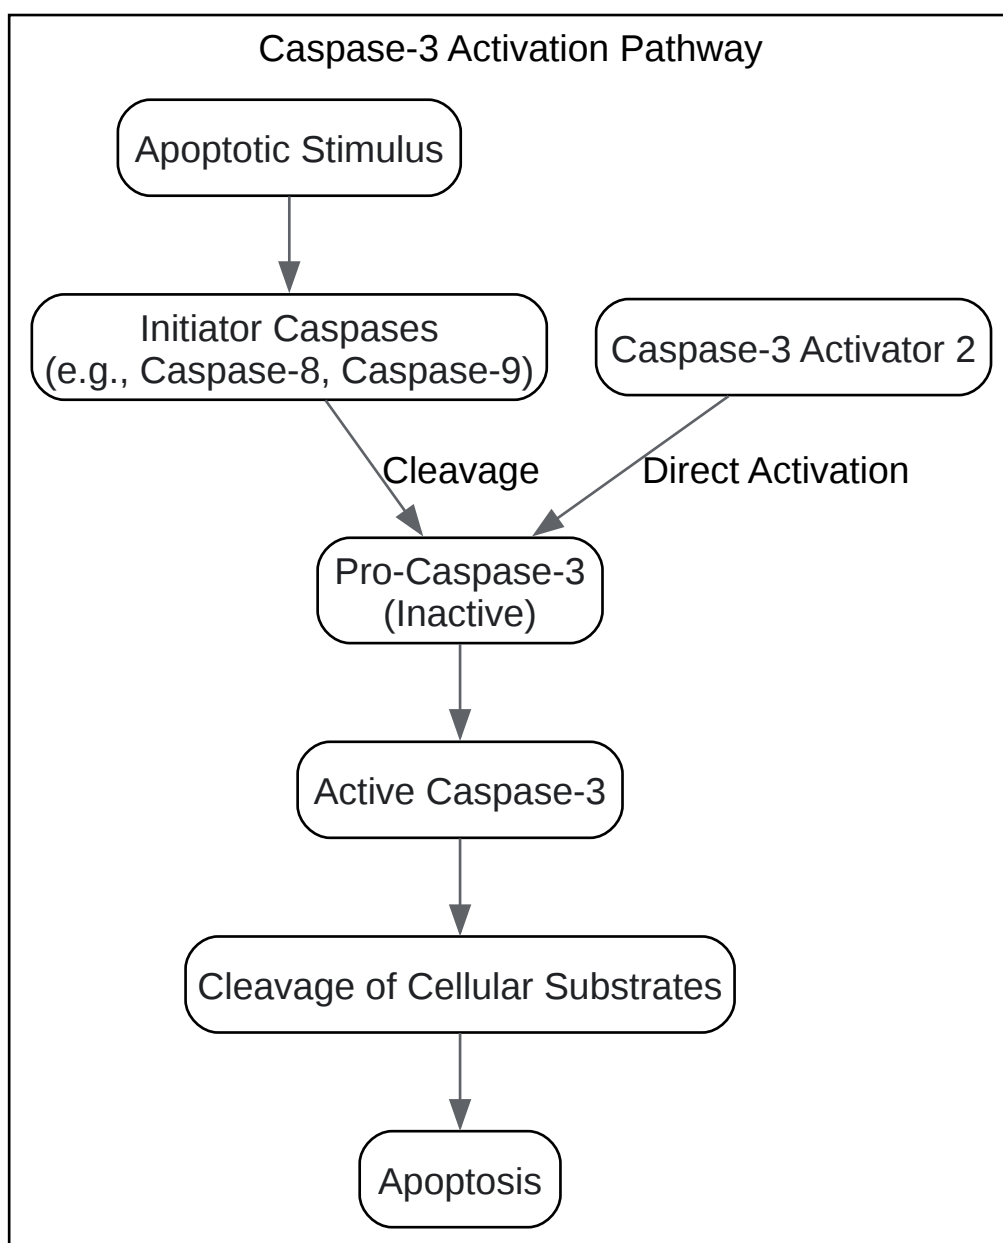 Caspase-3 Activation Pathway
Apoptotic Stimulus
Initiator Caspases
(e.g., Caspase-8, Caspase-9)
Caspase-3 Activator 2
Cleavage
Direct Activation
Pro-Caspase-3
(Inactive)
Active Caspase-3
Cleavage of Cellular Substrates
Apoptosis